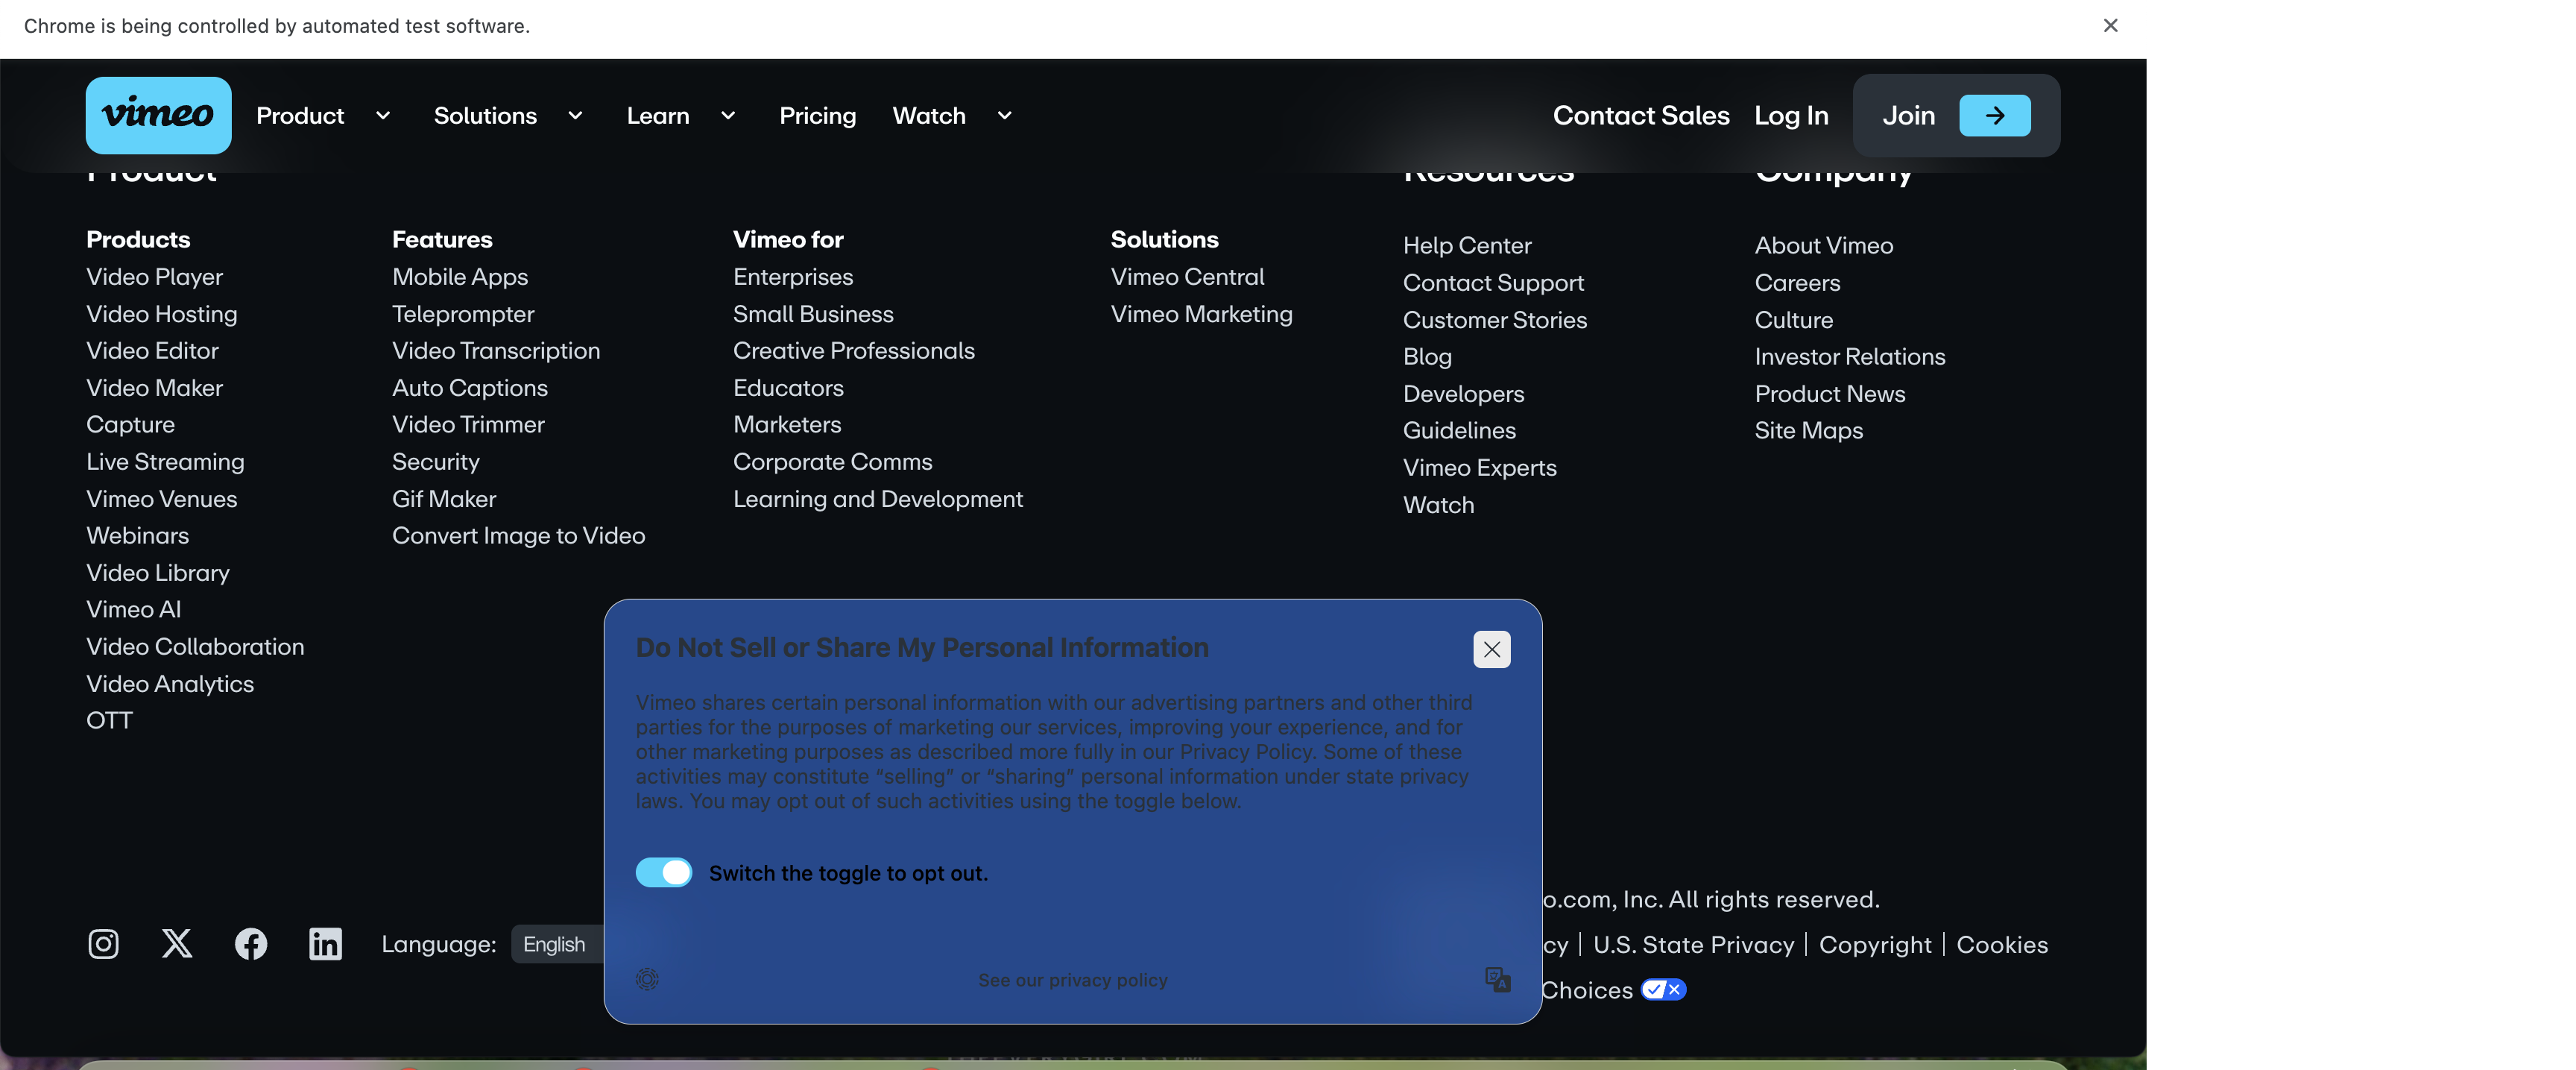 Chrome is being controlled by automated test software.
vimeo
Product
Solutions
Learn
Pricing
Watch
Contact Sales
Log In
Join
Product
Resources
Company
Products
Video Player
Video Hosting
Video Editor
Video Maker
Capture
Live Streaming
Vimeo Venues
Webinars
Video Library
Vimeo AI
Video Collaboration
Video Analytics
OTT
Features
Mobile Apps
Teleprompter
Video Transcription
Auto Captions
Video Trimmer
Security
Gif Maker
Convert Image to Video
Vimeo for
Enterprises
Small Business
Creative Professionals
Educators
Marketers
Corporate Comms
Learning and Development
Solutions
Vimeo Central
Vimeo Marketing
Help Center
Contact Support
Customer Stories
Blog
Developers
Guidelines
Vimeo Experts
Watch
About Vimeo
Careers
Culture
Investor Relations
Product News
Site Maps
Do Not Sell or Share My Personal Information
Vimeo shares certain personal information with our advertising partners and other third
parties for the purposes of marketing our services, improving your experience, and for
other marketing purposes as described more fully in our Privacy Policy. Some of these
activities may constitute “selling” or “sharing” personal information under state privacy
laws. You may opt out of such activities using the toggle below.
Switch the toggle to opt out.
See our privacy policy
Language: English
o.com, Inc. All rights reserved.
cy | U.S. State Privacy | Copyright | Cookies
Choices